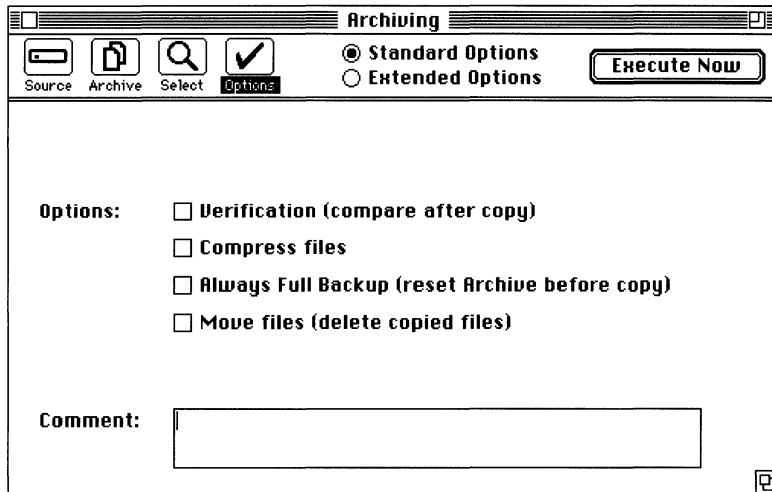 Archiving
Source Archive Select Options
Standard Options
Extended Options
Execute Now
Options:
Verification (compare after copy)
Compress files
Always Full Backup (reset Archive before copy)
Move files (delete copied files)
Comment: